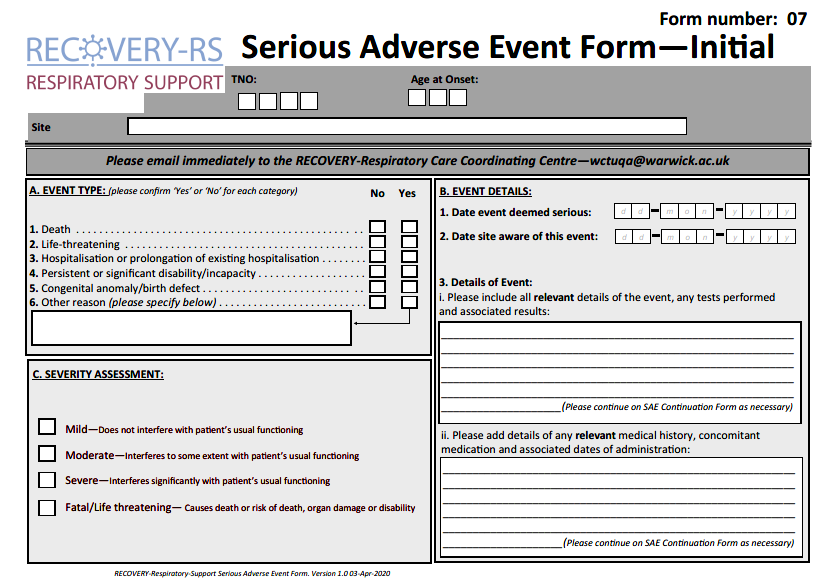 Form number: 07
RECOVERY-RS
RESPIRATORY SUPPORT
Serious Adverse Event Form—Initial
TNO:
Age at Onset:
Site
Please email immediately to the RECOVERY-Respiratory Care Coordinating Centre—wctuqa@warwick.ac.uk
A. EVENT TYPE: (please confirm 'Yes' or 'No' for each category)
No Yes
1. Death
2. Life-threatening
3. Hospitalisation or prolongation of existing hospitalisation
4. Persistent or significant disability/incapacity
5. Congenital anomaly/birth defect
6. Other reason (please specify below)
B. EVENT DETAILS:
1. Date event deemed serious: d d m o n y y y y
2. Date site aware of this event: d d m o n y y y y
3. Details of Event:
i. Please include all relevant details of the event, any tests performed
and associated results:
(Please continue on SAE Continuation Form as necessary)
ii. Please add details of any relevant medical history, concomitant
medication and associated dates of administration:
(Please continue on SAE Continuation Form as necessary)
C. SEVERITY ASSESSMENT:
Mild—Does not interfere with patient's usual functioning
Moderate—Interferes to some extent with patient's usual functioning
Severe—Interferes significantly with patient's usual functioning
Fatal/Life threatening— Causes death or risk of death, organ damage or disability
RECOVERY-Respiratory-Support Serious Adverse Event Form. Version 1.0 03-Apr-2020